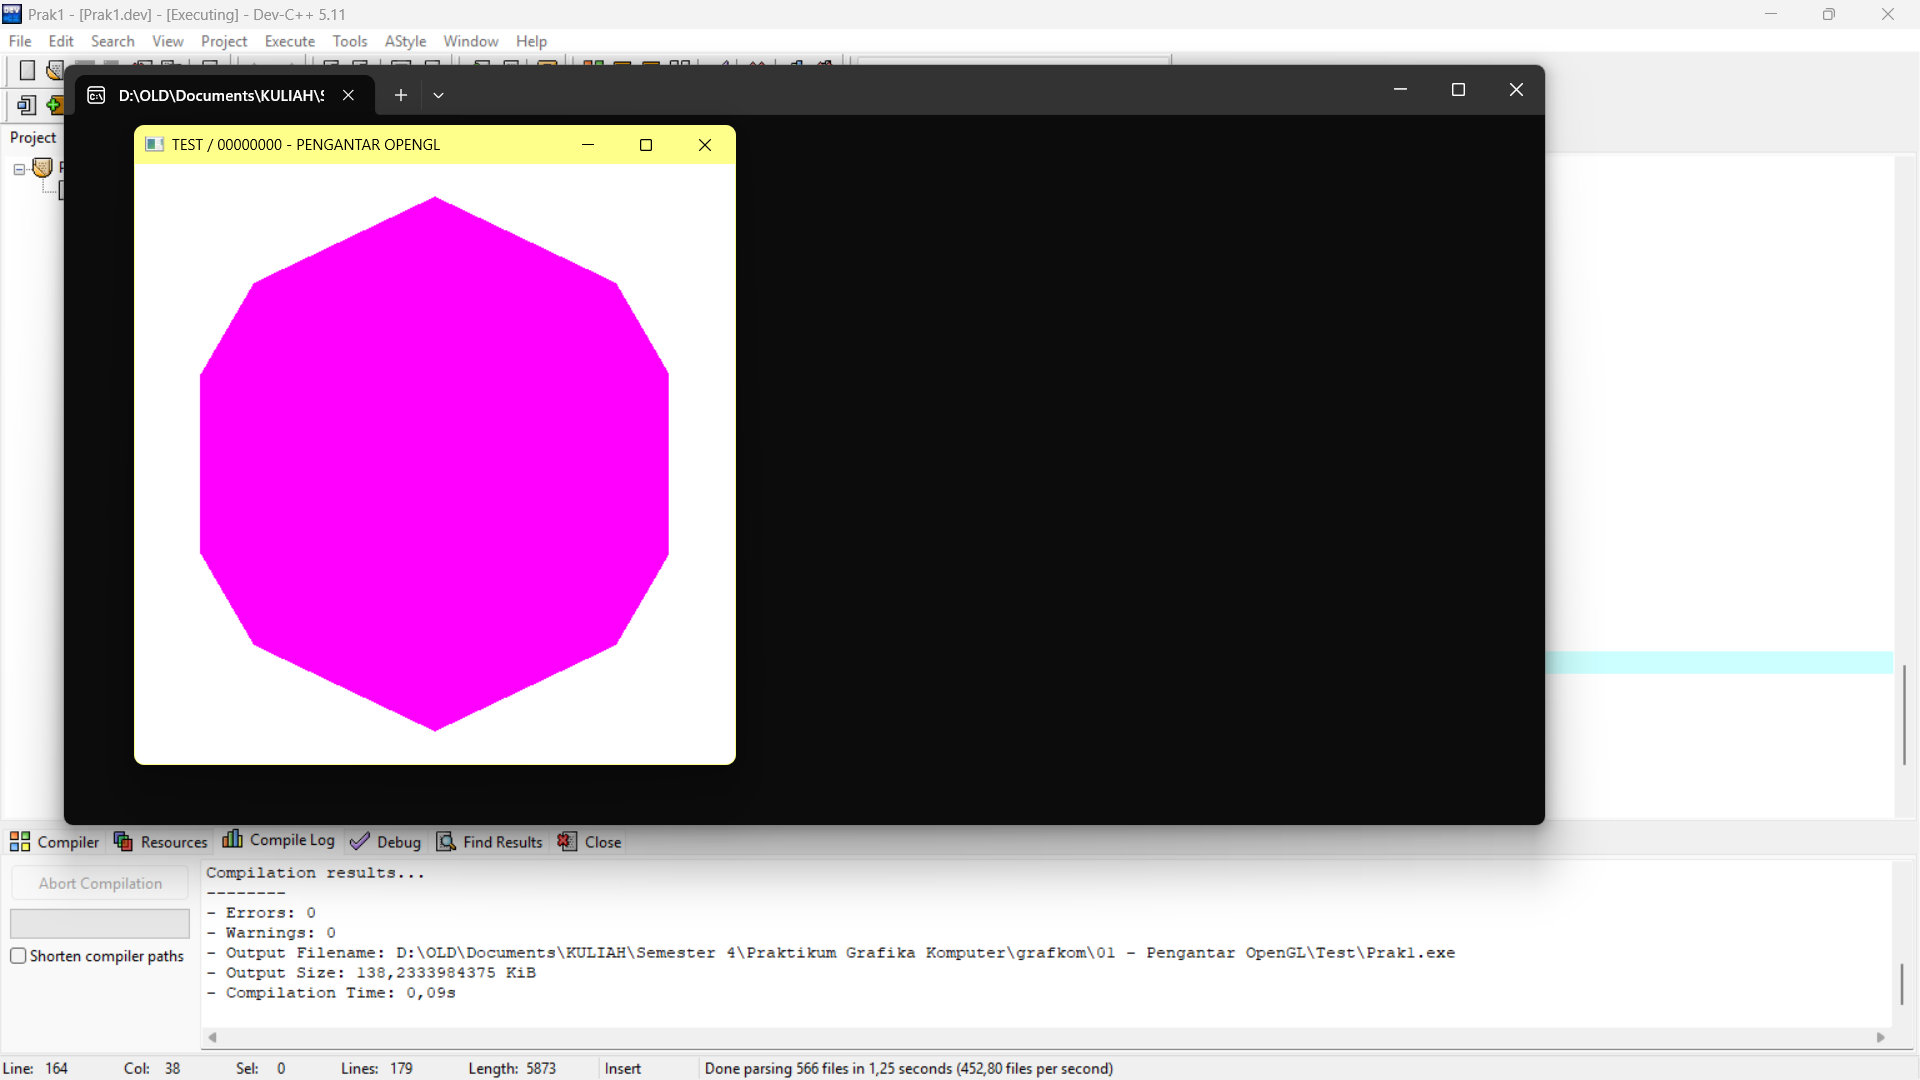 Prak1 - [Prak1.dev] - [Executing] - Dev-C++ 5.11
File Edit Search View Project Execute Tools AStyle Window Help
D:\OLD\Documents\KULIAH\
Project
TEST / 00000000 - PENGANTAR OPENGL
Compiler Resources Compile Log Debug Find Results Close
Abort Compilation
Shorten compiler paths
Compilation results...
--------
- Errors: 0
- Warnings: 0
- Output Filename: D:\OLD\Documents\KULIAH\Semester 4\Praktikum Grafika Komputer\grafkom\01 - Pengantar OpenGL\Test\Prak1.exe
- Output Size: 138,2333984375 KiB
- Compilation Time: 0,09s
Line: 164 Col: 38 Sel: 0 Lines: 179 Length: 5873 Insert Done parsing 566 files in 1,25 seconds (452,80 files per second)